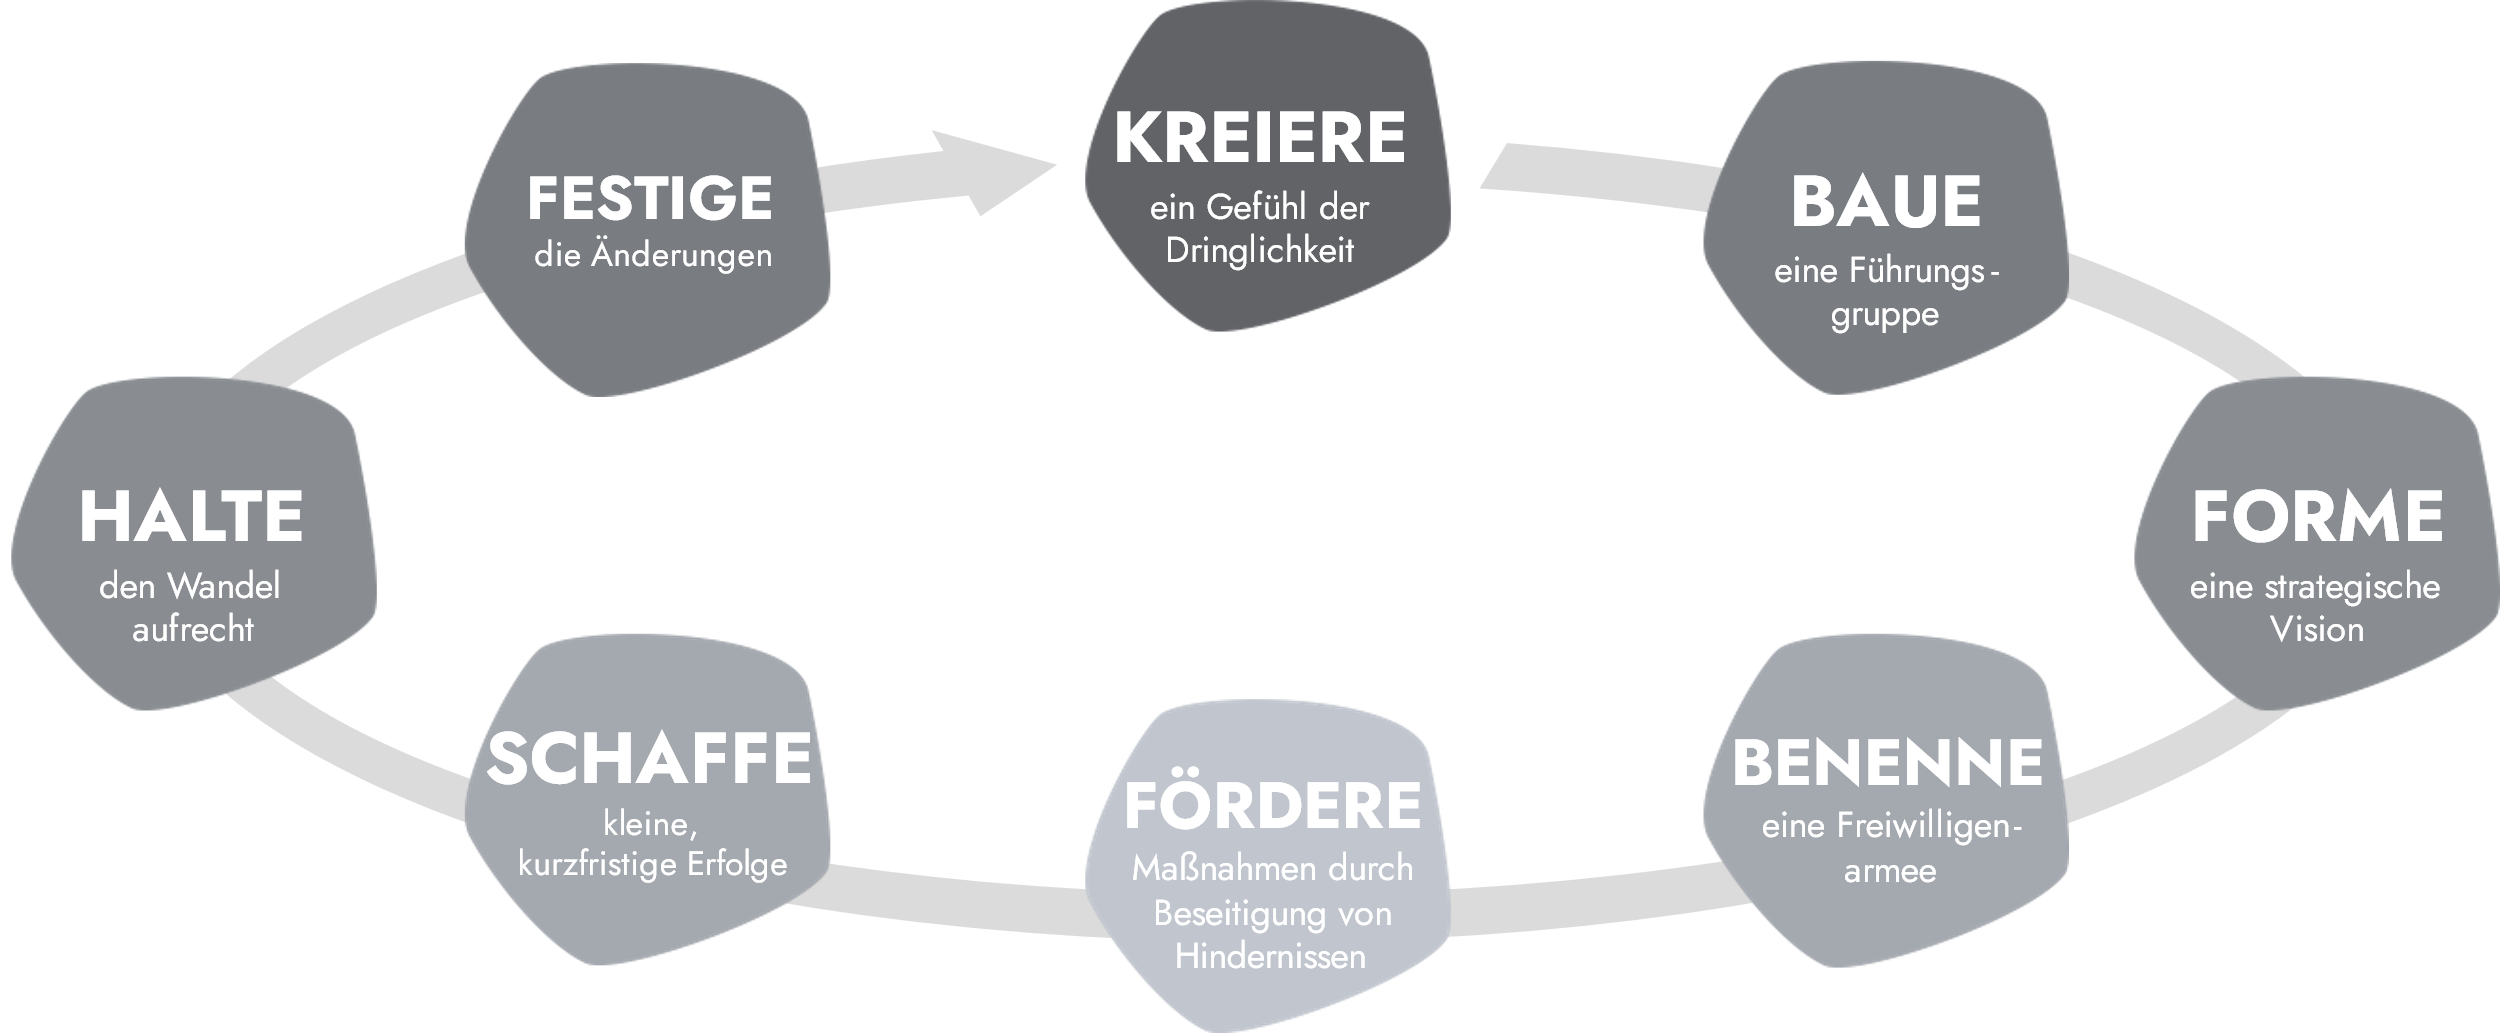 KREIERE
ein Gefühl der
Dringlichkeit
BAUE
eine Führungs-
gruppe
FORME
eine strategische
Vision
BENENNE
eine Freiwilligen-
armee
FÖRDERE
Maßnahmen durch
Beseitigung von
Hindernissen
SCHAFFE
kleine,
kurzfristige Erfolge
HALTE
den Wandel
aufrecht
FESTIGE
die Änderungen